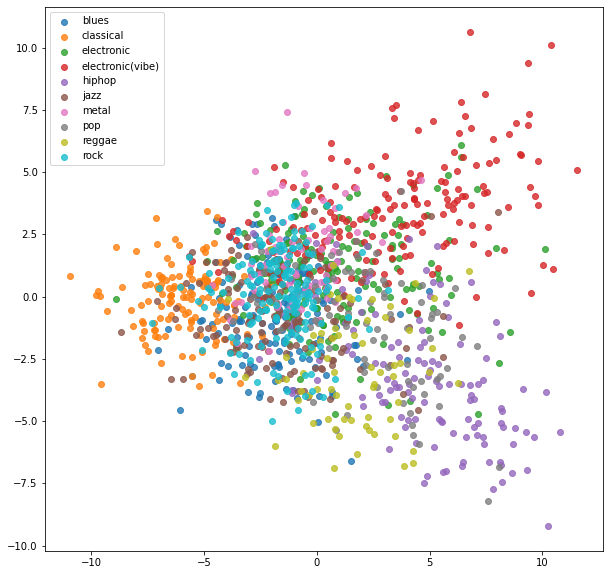 blues
classical
electronic
electronic(vibe)
hiphop
jazz
metal
pop
reggae
rock
10.0
7.5
5.0
2.5
0.0
−2.5
−5.0
−7.5
−10.0
−10 −5 0 5 10